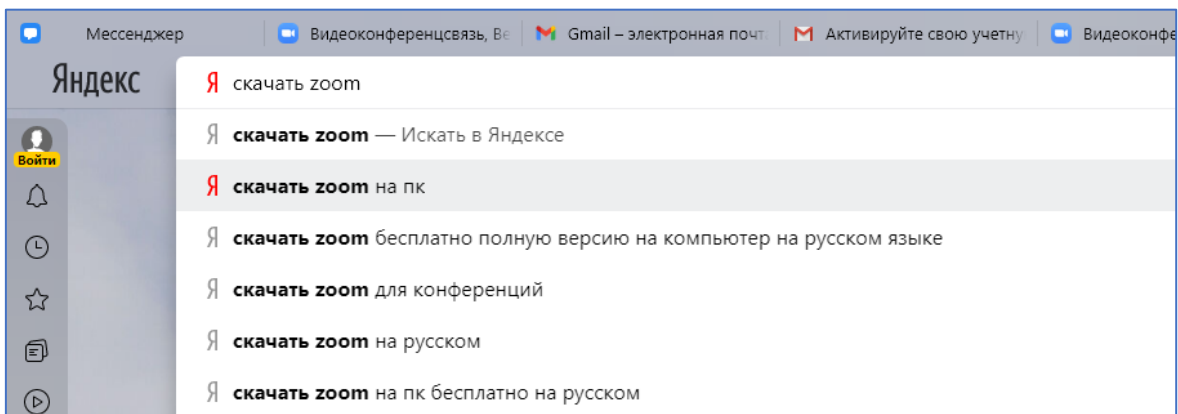 Мессенджер Видеоконференцсвязь, Ве Gmail – электронная почт Активируйте свою учетну Видеоконфе
Яндекс Я скачать zoom
Я скачать zoom — Искать в Яндексе
Войти
Я скачать zoom на пк
Я скачать zoom бесплатно полную версию на компьютер на русском языке
Я скачать zoom для конференций
Я скачать zoom на русском
Я скачать zoom на пк бесплатно на русском